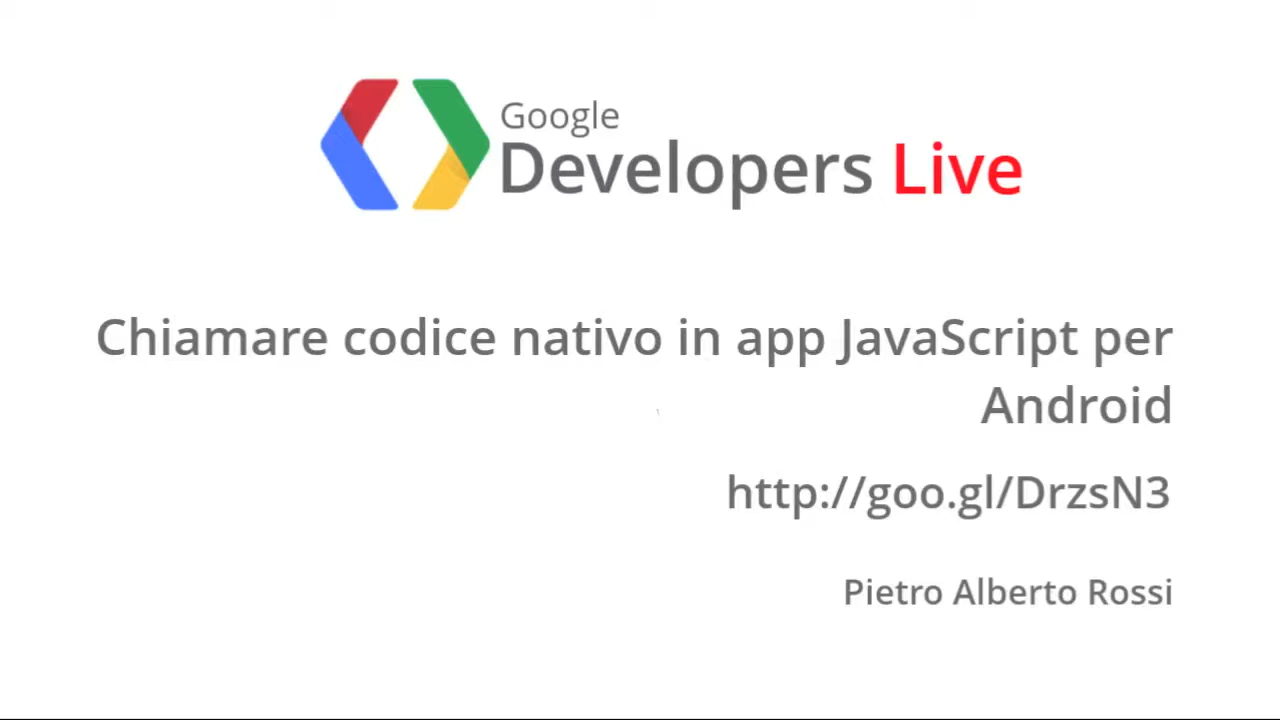 Google
Developers Live
Chiamare codice nativo in app JavaScript per
Android
http://goo.gl/DrzsN3
Pietro Alberto Rossi